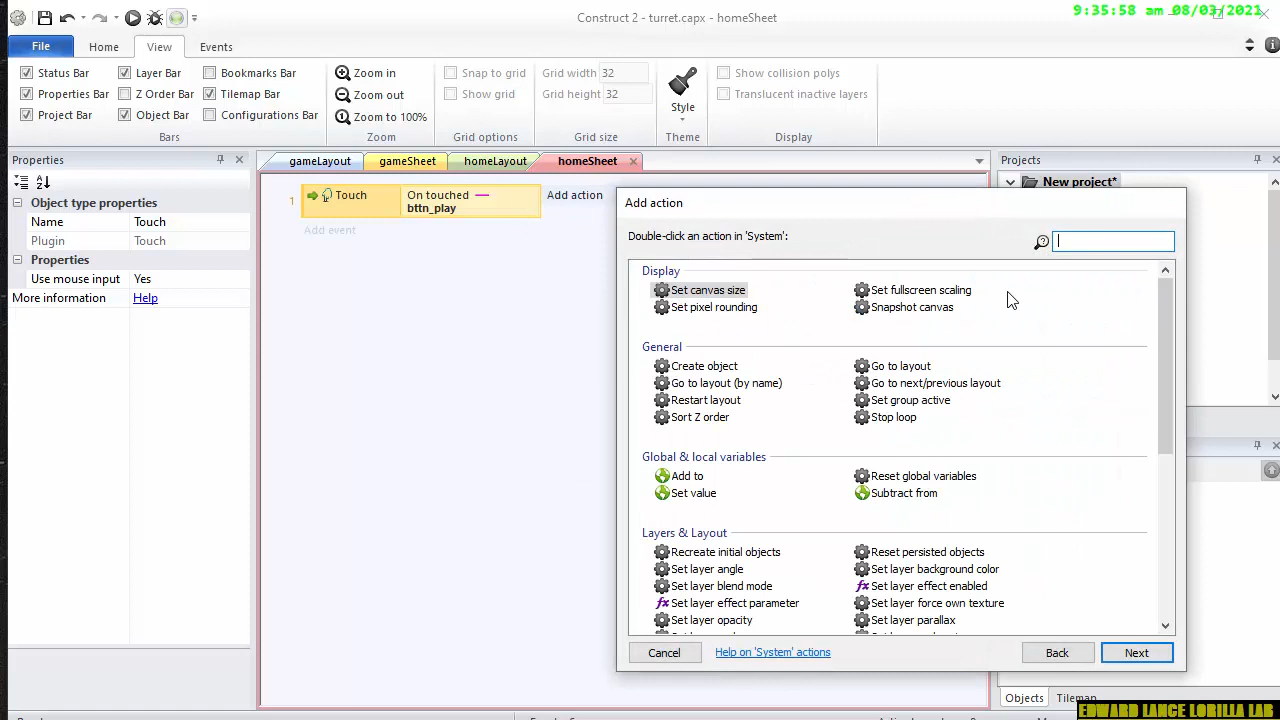 Construct 2 - turret.capx - homeSheet
9:35:58 am 08/03/2021
File Home View Events
Status Bar Layer Bar Bookmarks Bar
Properties Bar Z Order Bar Tilemap Bar
Project Bar Object Bar Configurations Bar
Bars
Zoom in
Zoom out
Zoom to 100%
Zoom
Snap to grid
Show grid
Grid options
Grid width 32
Grid height 32
Grid size
Style
Theme
Show collision polys
Translucent inactive layers
Display
Properties
gameLayout gameSheet homeLayout homeSheet
Projects
New project*
Object type properties
Name Touch
Plugin Touch
Properties
Use mouse input Yes
More information Help
1 Touch On touched
bttn_play
Add action
Add event
Add action
Double-click an action in 'System':
Display
Set canvas size Set fullscreen scaling
Set pixel rounding Snapshot canvas
General
Create object Go to layout
Go to layout (by name) Go to next/previous layout
Restart layout Set group active
Sort Z order Stop loop
Global & local variables
Add to Reset global variables
Set value Subtract from
Layers & Layout
Recreate initial objects Reset persisted objects
Set layer angle Set layer background color
Set layer blend mode Set layer effect enabled
Set layer effect parameter Set layer force own texture
Set layer opacity Set layer parallax
Cancel Help on 'System' actions Back Next
Objects Tilemap
EDWARD LANCE LORILLA LAB